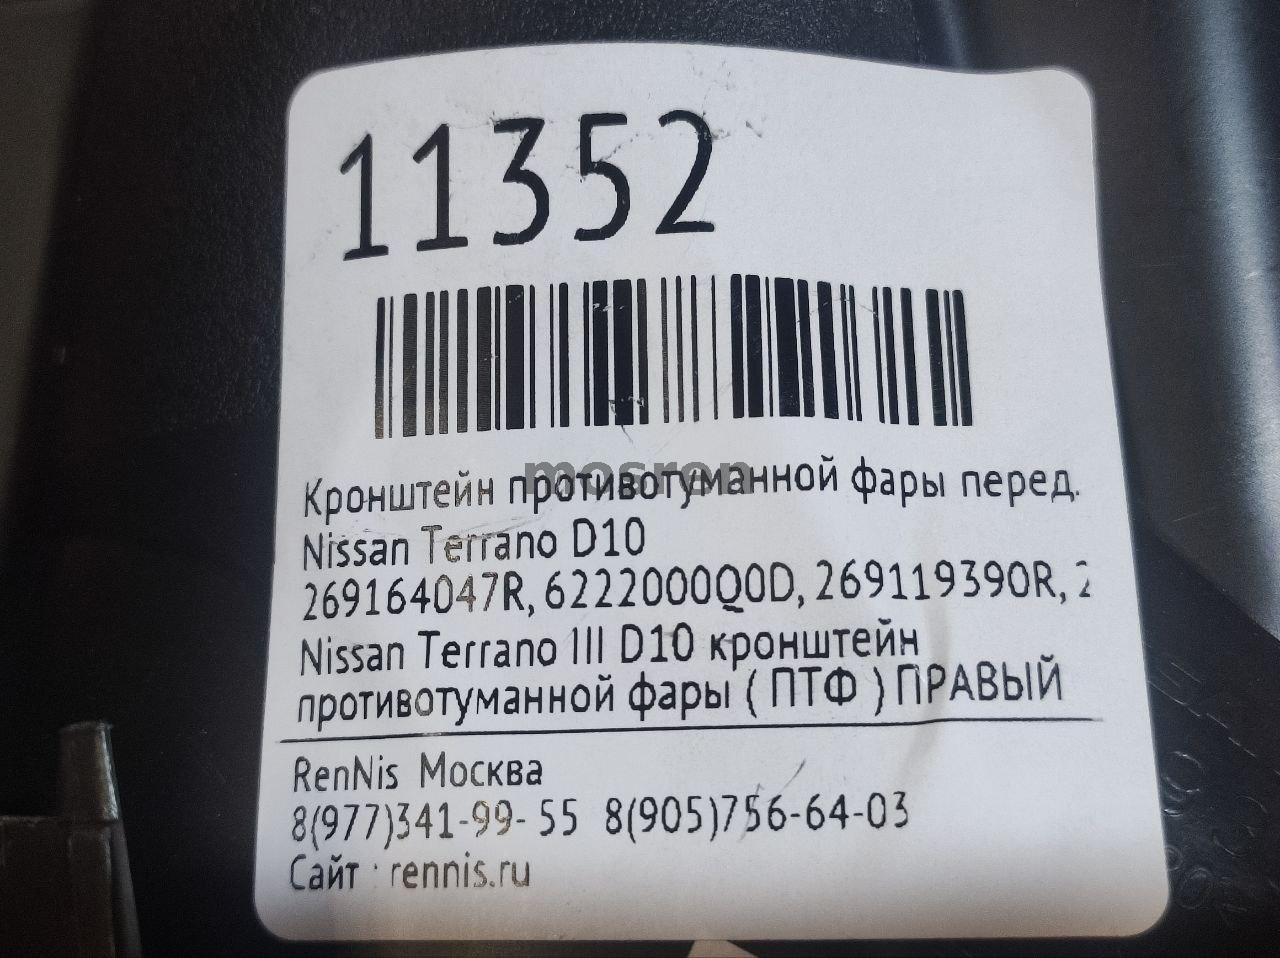 11352
mosren
Кронштейн противотуманной фары перед.
Nissan Terrano D10
269164047R, 6222000Q0D, 269119390R, 2
Nissan Terrano III D10 кронштейн
противотуманной фары ( ПТФ ) ПРАВЫЙ
RenNis Москва
8(977)341-99- 55 8(905)756-64-03
Сайт : rennis.ru